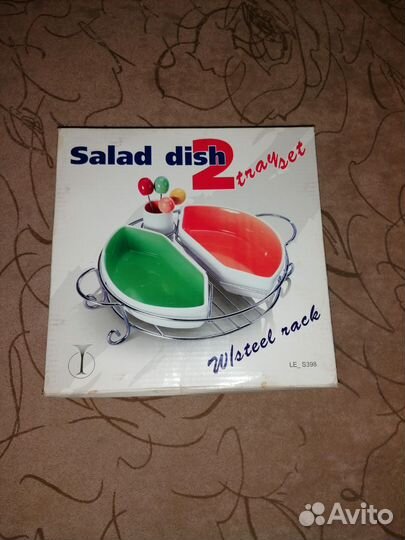 Salad dish 2
tray set
W/steel rack
LE_S398
Avito